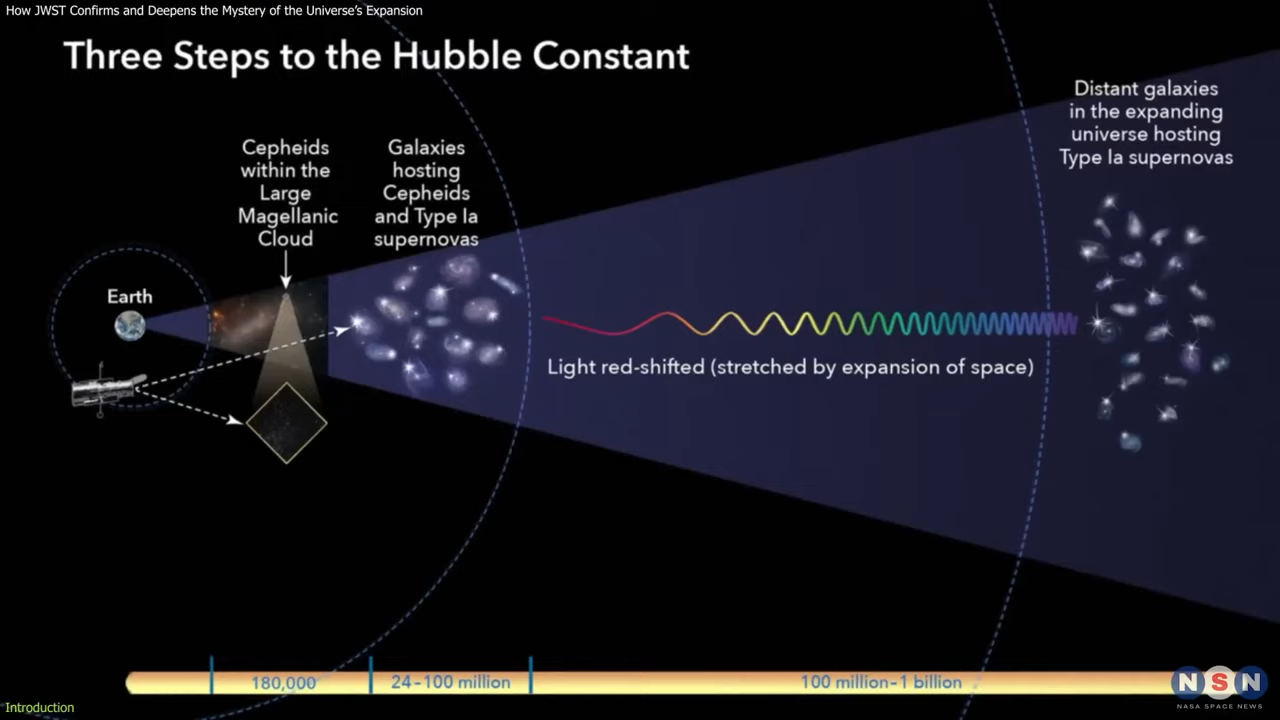 How JWST Confirms and Deepens the Mystery of the Universe's Expansion
Three Steps to the Hubble Constant
Earth
Cepheids
within the
Large
Magellanic
Cloud
Galaxies
hosting
Cepheids
and Type Ia
supernovas
Distant galaxies
in the expanding
universe hosting
Type Ia supernovas
Light red-shifted (stretched by expansion of space)
180,000
24–100 million
100 million–1 billion
NSN
NASA SPACE NEWS
Introduction